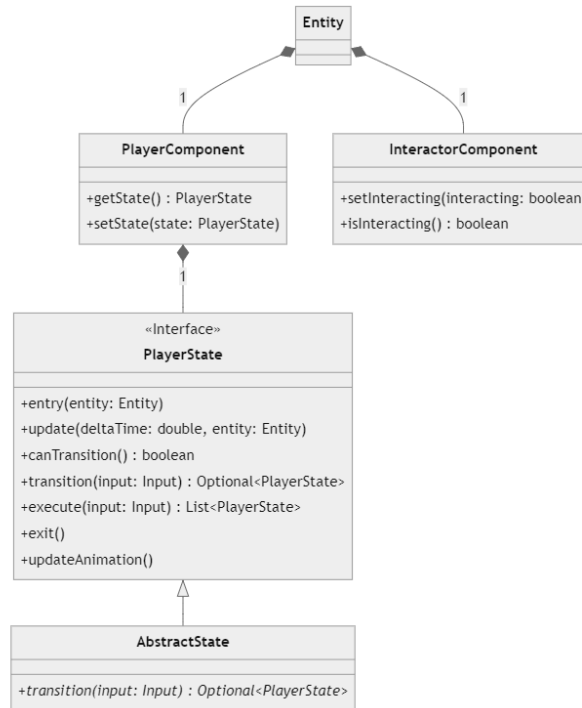 Entity
1
1
PlayerComponent
+getState() : PlayerState
+setState(state: PlayerState)
InteractorComponent
+setInteracting(interacting: boolean
+isInteracting() : boolean
1
«Interface»
PlayerState
+entry(entity: Entity)
+update(deltaTime: double, entity: Entity)
+canTransition() : boolean
+transition(input: Input) : Optional<PlayerState>
+execute(input: Input) : List<PlayerState>
+exit()
+updateAnimation()
AbstractState
+transition(input: Input) : Optional<PlayerState>